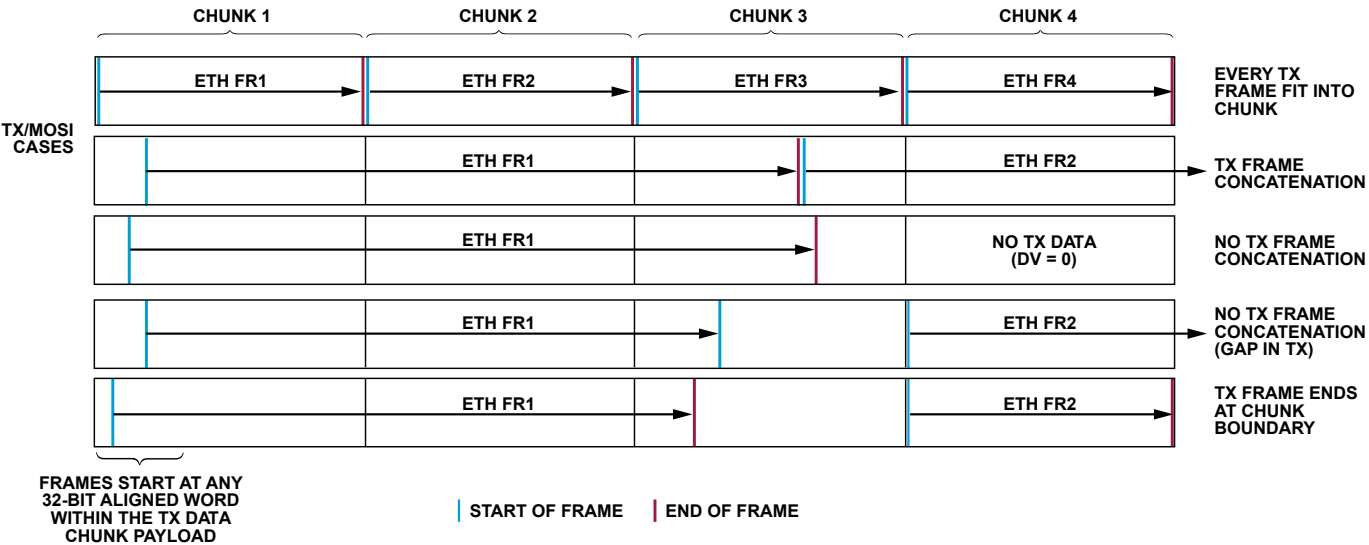 CHUNK 1
CHUNK 2
CHUNK 3
CHUNK 4
TX/MOSI
CASES
ETH FR1
ETH FR2
ETH FR3
ETH FR4
EVERY TX
FRAME FIT INTO
CHUNK
ETH FR1
ETH FR2
TX FRAME
CONCATENATION
ETH FR1
NO TX DATA
(DV = 0)
NO TX FRAME
CONCATENATION
ETH FR1
ETH FR2
NO TX FRAME
CONCATENATION
(GAP IN TX)
ETH FR1
ETH FR2
TX FRAME ENDS
AT CHUNK
BOUNDARY
FRAMES START AT ANY
32-BIT ALIGNED WORD
WITHIN THE TX DATA
CHUNK PAYLOAD
START OF FRAME
END OF FRAME